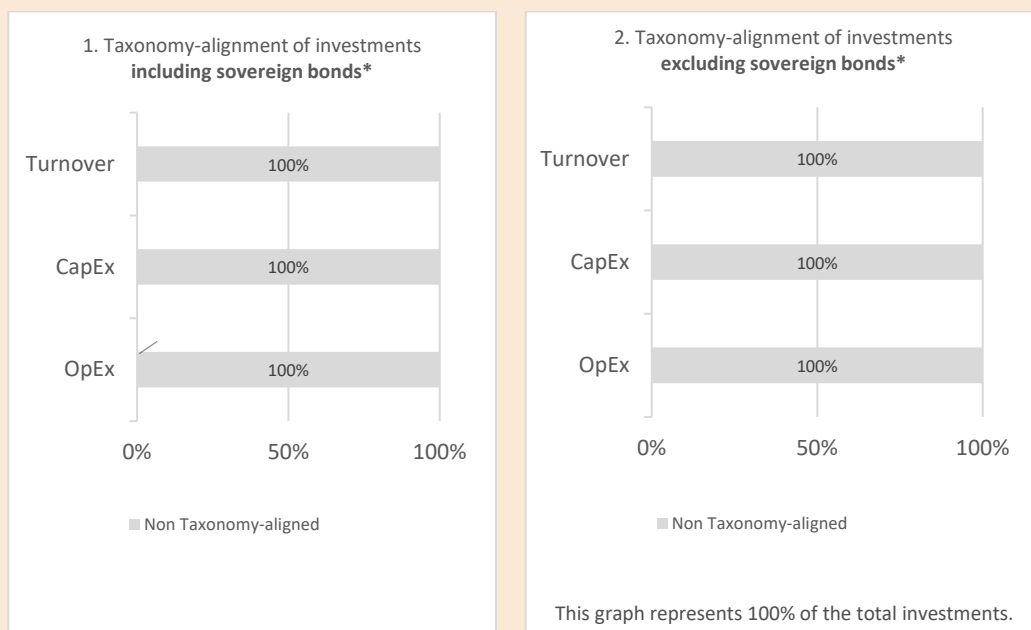 1. Taxonomy-alignment of investments
including sovereign bonds*
Turnover
100%
CapEx
100%
OpEx
100%
0%
50%
100%
Non Taxonomy-aligned
2. Taxonomy-alignment of investments
excluding sovereign bonds*
Turnover
100%
CapEx
100%
OpEx
100%
0%
50%
100%
Non Taxonomy-aligned
This graph represents 100% of the total investments.